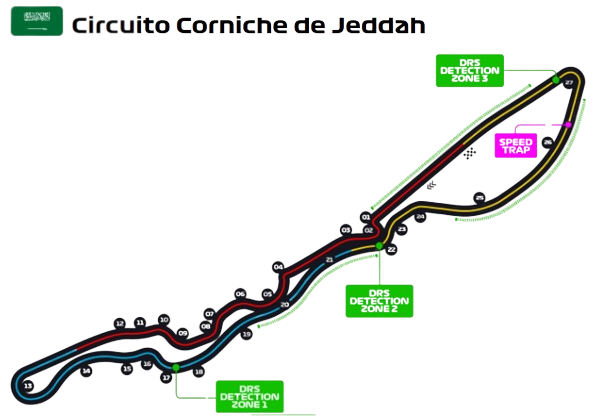 Circuito Corniche de Jeddah
DRS
DETECTION
ZONE 3
27
SPEED
TRAP
26
25
24
23
22
01
02
03
21
04
DRS
DETECTION
ZONE 2
05
06
20
07
08
19
09
10
11
12
13
14
15
16
17
18
DRS
DETECTION
ZONE 1